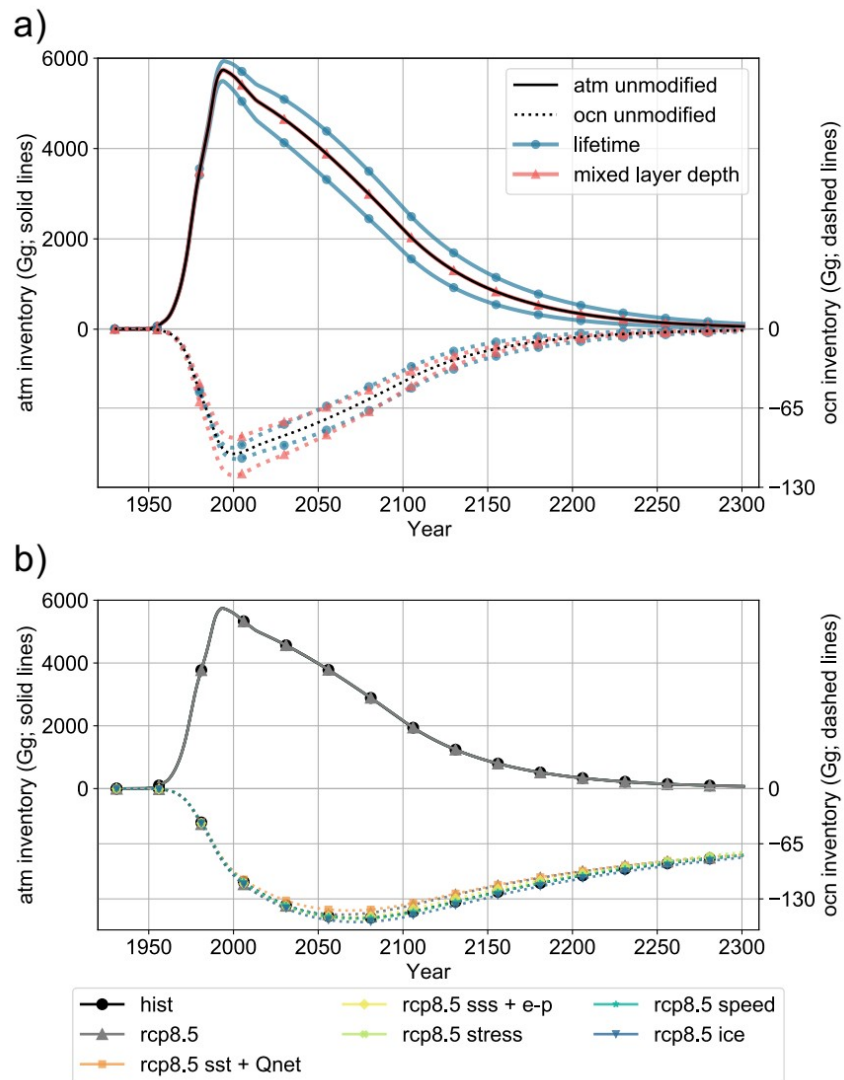 a)
6000
4000
2000
0
atm inventory (Gg; solid lines)
atm unmodified
ocn unmodified
lifetime
mixed layer depth
0
−65
−130
ocn inventory (Gg; dashed lines)
1950 2000 2050 2100 2150 2200 2250 2300
Year
b)
6000
4000
2000
0
atm inventory (Gg; solid lines)
0
−65
−130
ocn inventory (Gg; dashed lines)
1950 2000 2050 2100 2150 2200 2250 2300
Year
hist
rcp8.5
rcp8.5 sst + Qnet
rcp8.5 sss + e-p
rcp8.5 stress
rcp8.5 speed
rcp8.5 ice